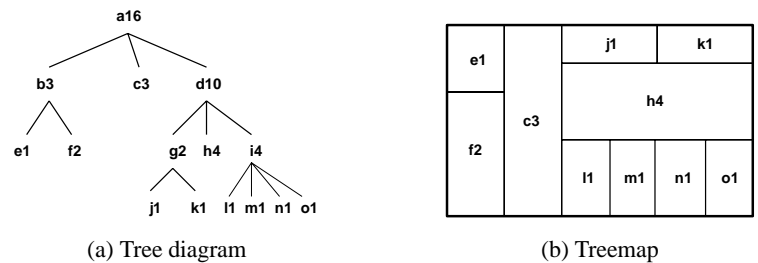 a16
b3 c3 d10
e1 f2 g2 h4 i4
j1 k1 l1 m1 n1 o1
(a) Tree diagram
e1 j1 k1
c3 h4
f2 l1 m1 n1 o1
(b) Treemap